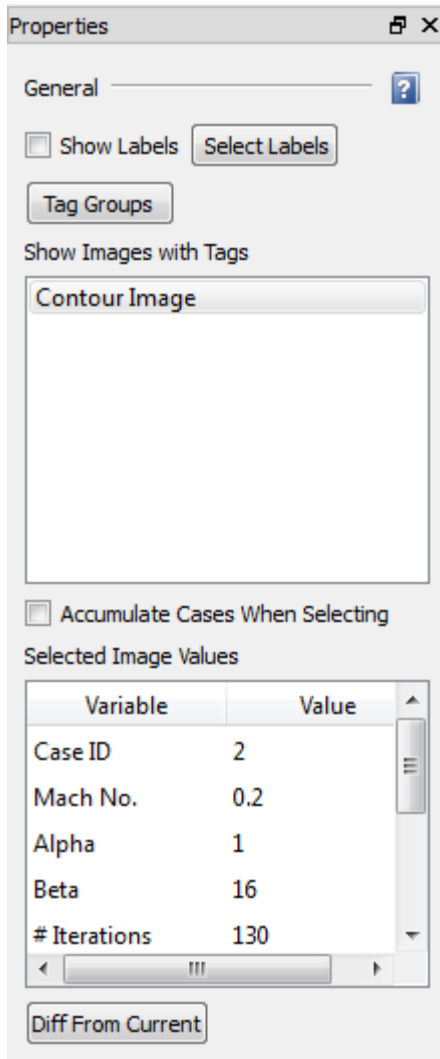 Properties
General
?
Show Labels Select Labels
Tag Groups
Show Images with Tags
Contour Image
Accumulate Cases When Selecting
Selected Image Values
Variable Value
Case ID 2
Mach No. 0.2
Alpha 1
Beta 16
# Iterations 130
Diff From Current